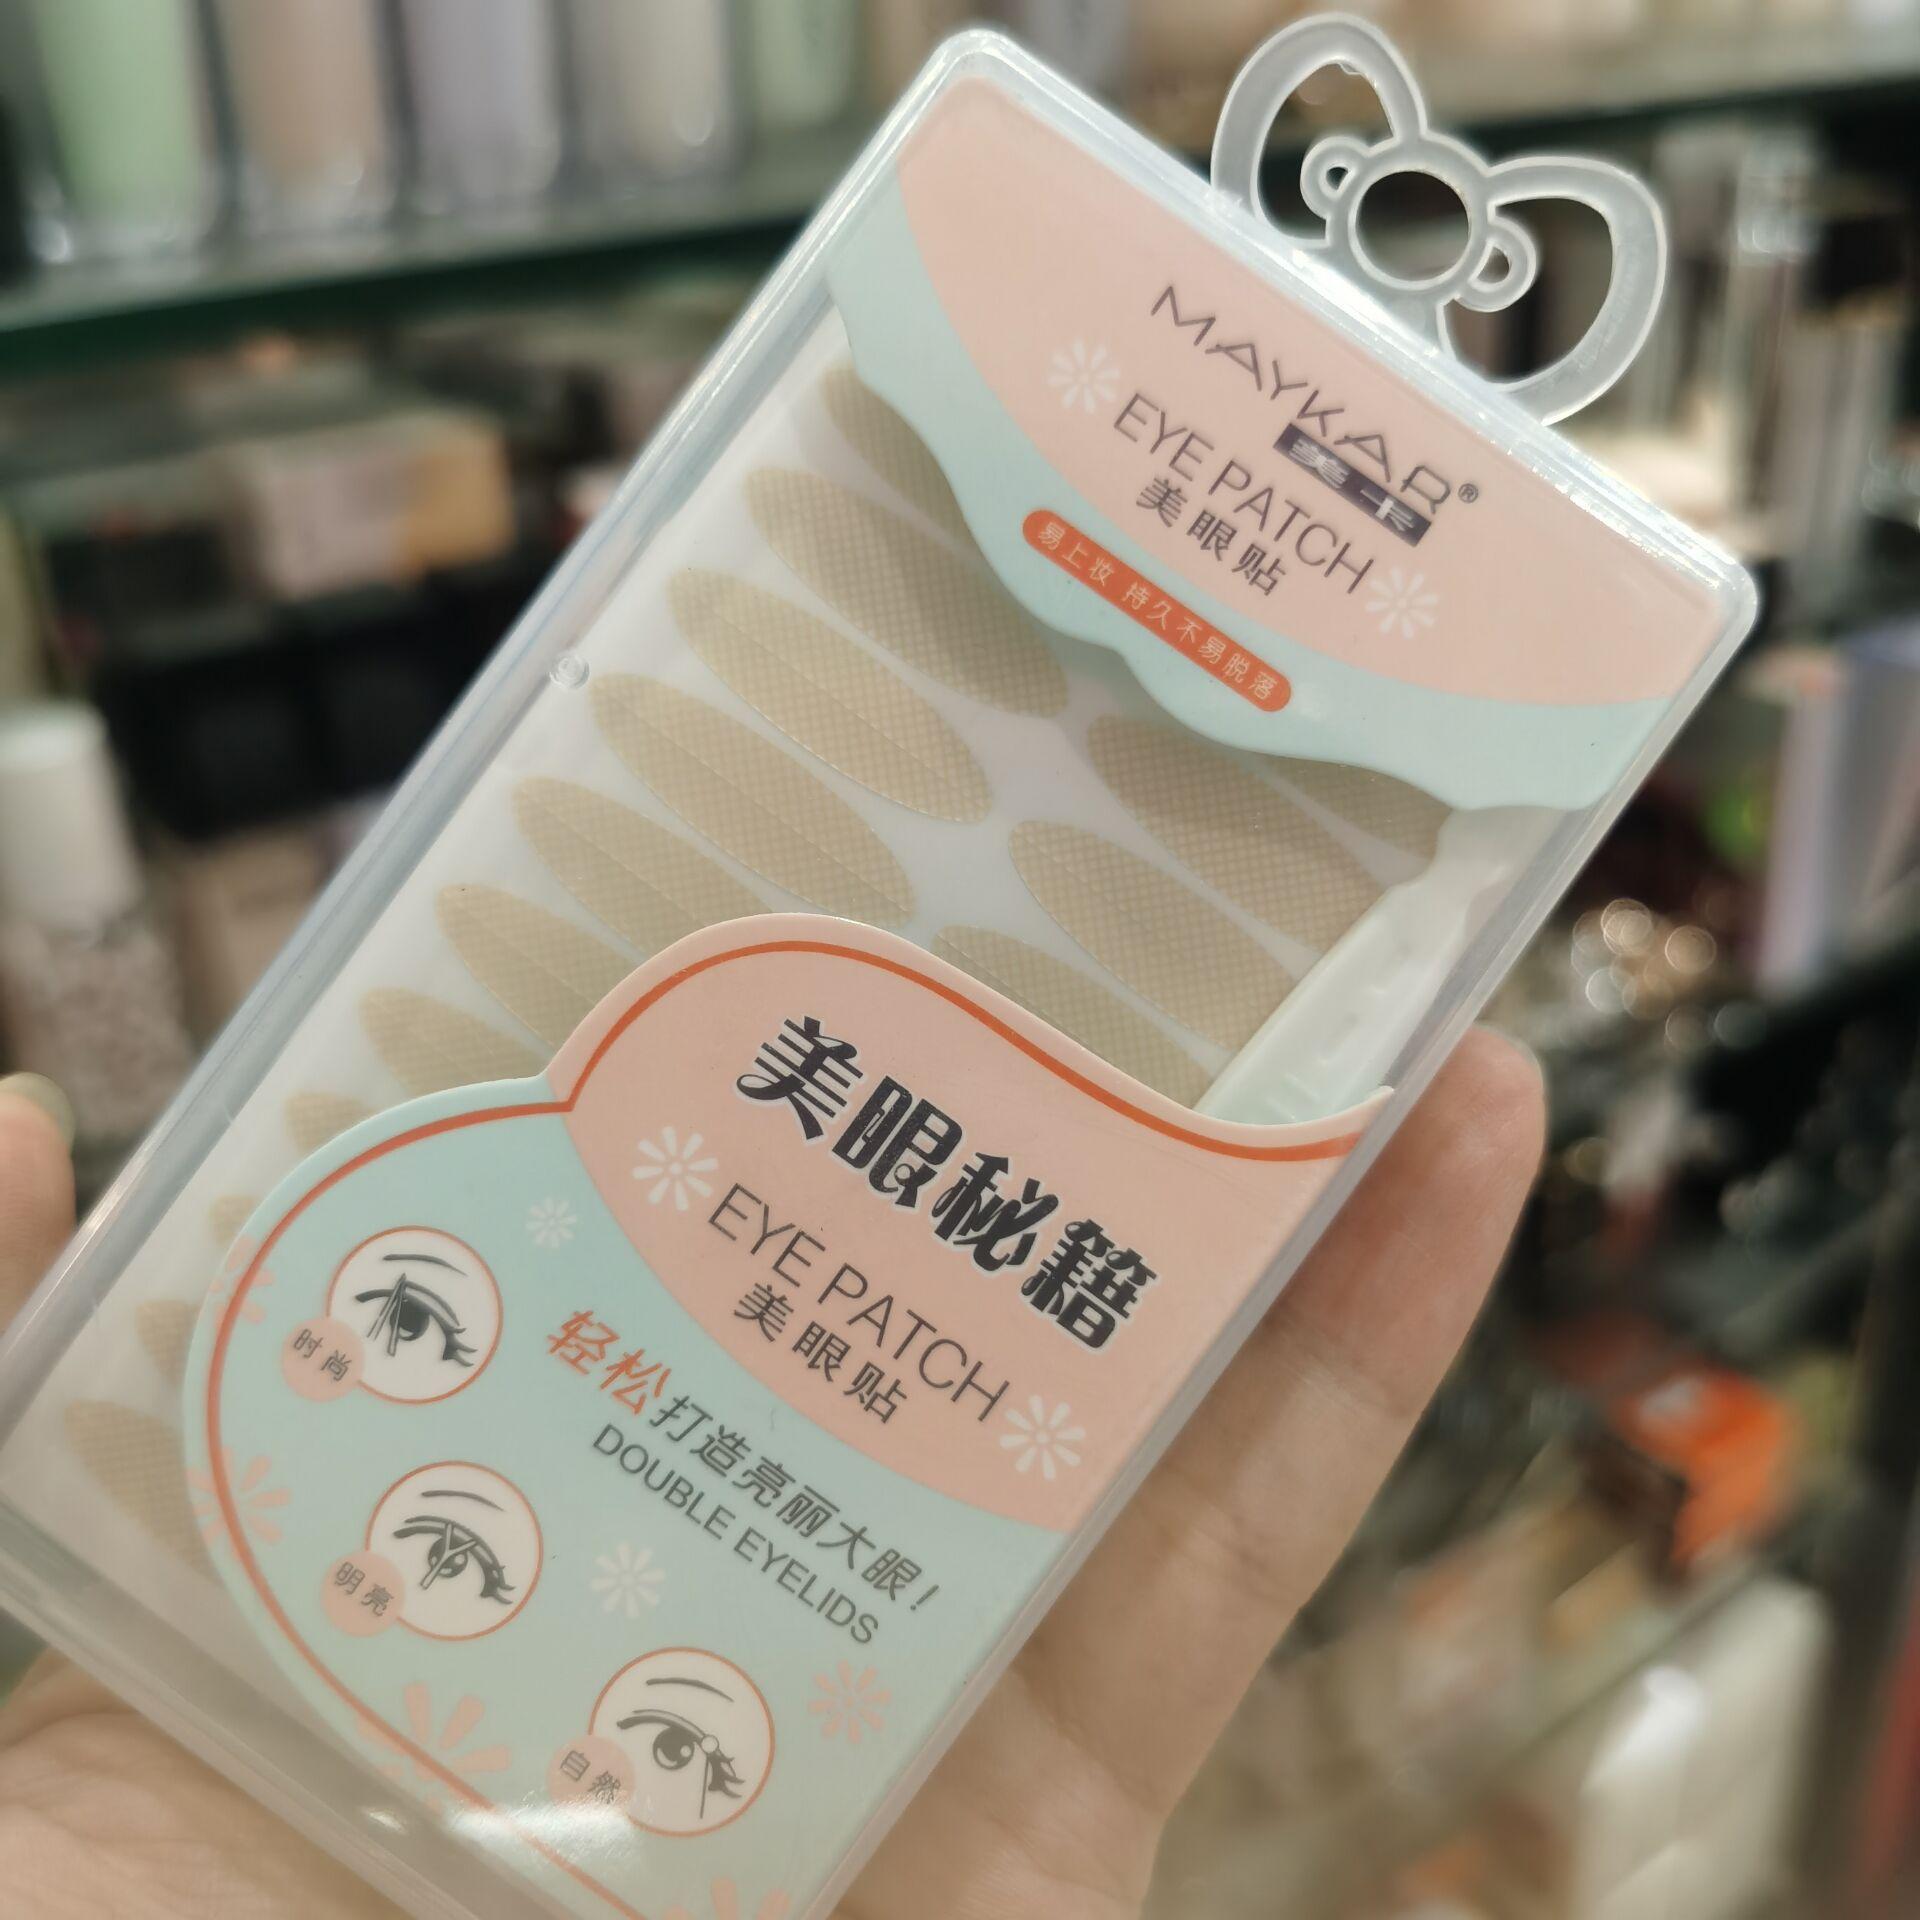 MAYKAR®
美卡
EYE PATCH
美眼贴
易上妆 持久不易脱落
美眼秘籍
EYE PATCH
美眼贴
轻松打造亮丽大眼!
DOUBLE EYELIDS
时尚
明亮
自然